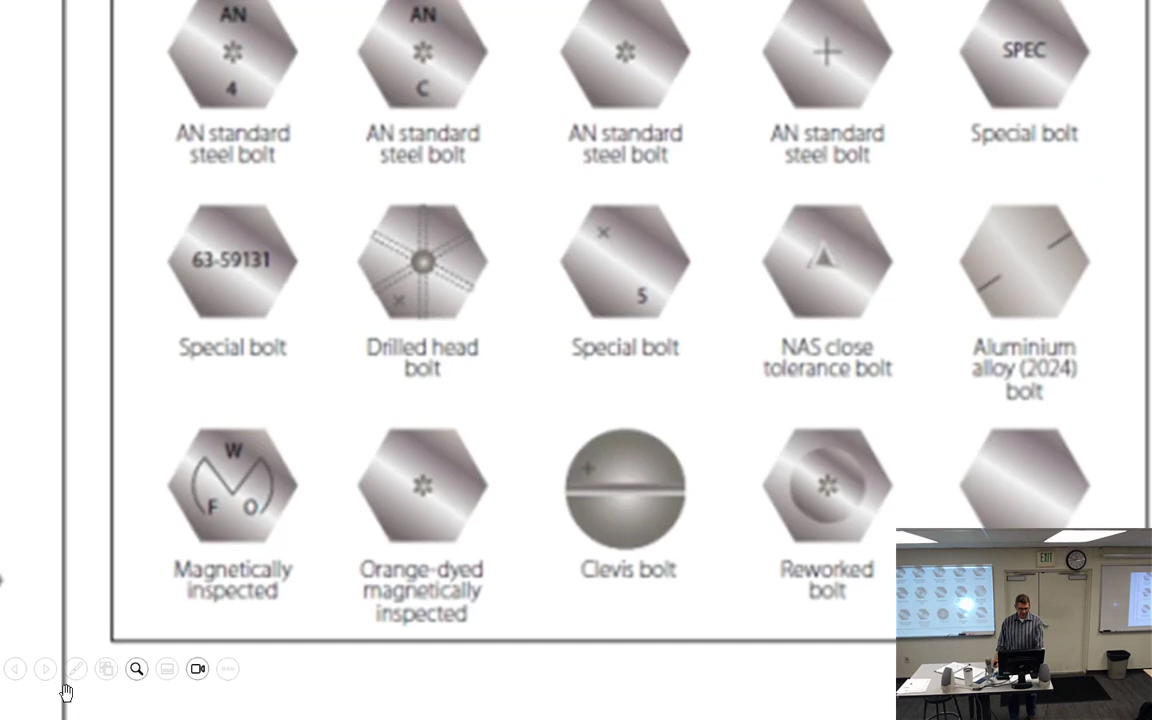 AN
AN
4
C
SPEC
AN standard
steel bolt
AN standard
steel bolt
AN standard
steel bolt
AN standard
steel bolt
Special bolt
63-59131
S
Special bolt
Drilled head
bolt
Special bolt
NAS close
tolerance bolt
Aluminium
alloy (2024)
bolt
W
F O
Magnetically
inspected
Orange-dyed
magnetically
inspected
Clevis bolt
Reworked
bolt
EXIT